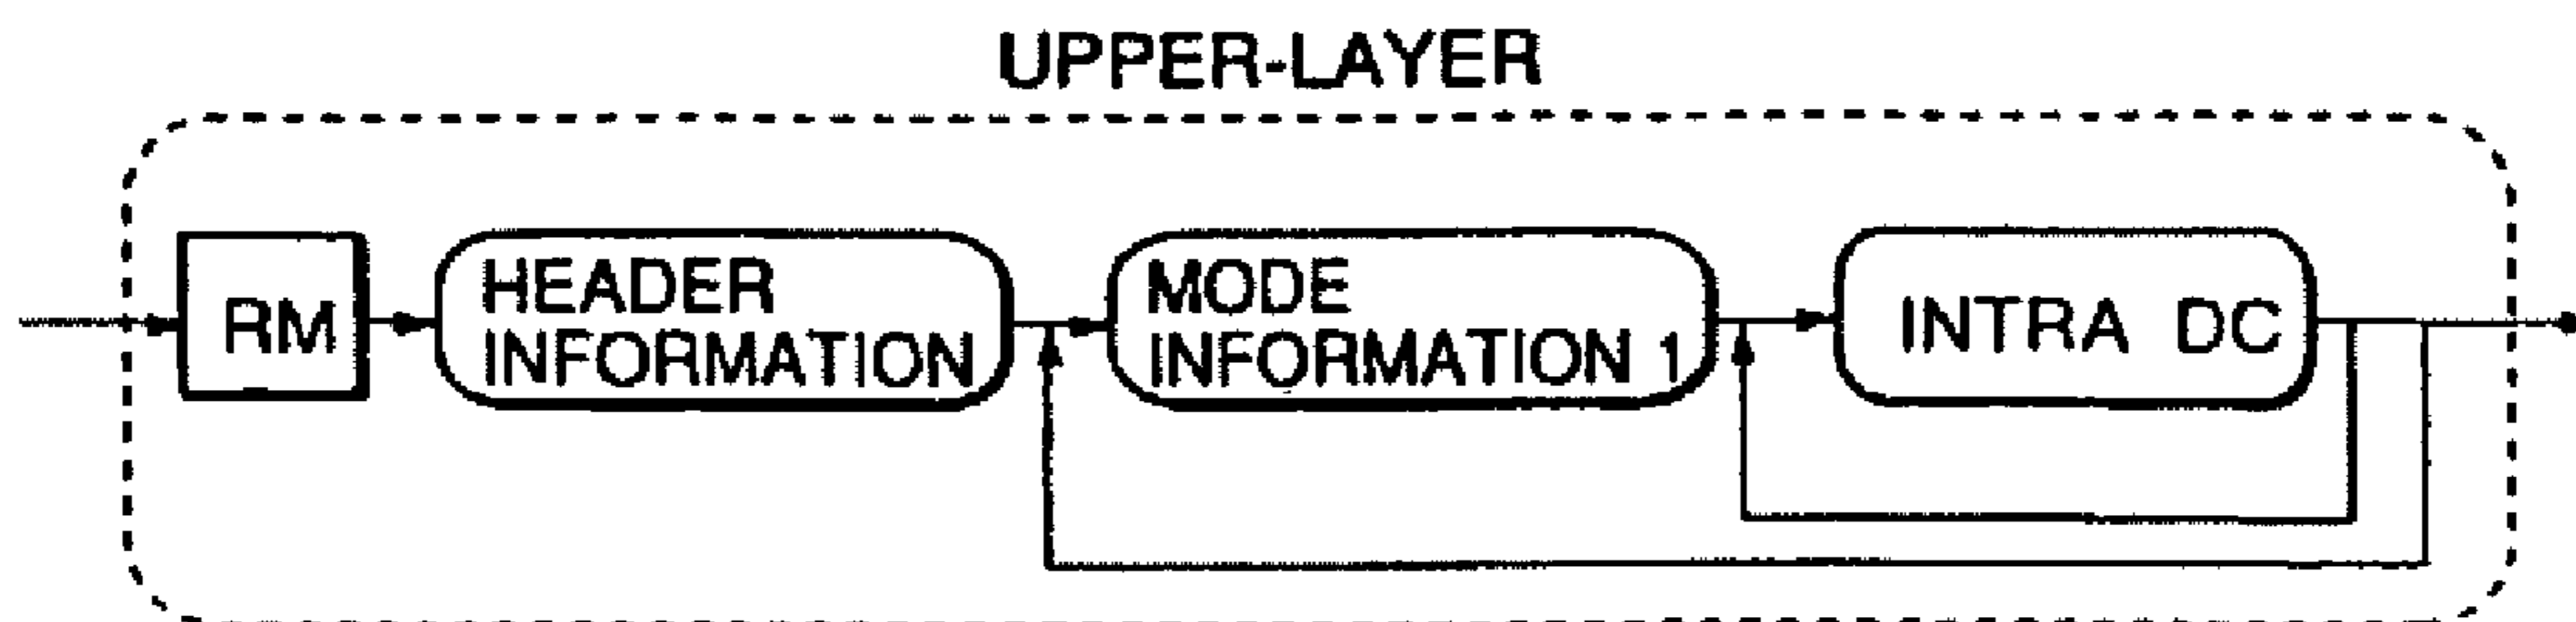 UPPER-LAYER
RM
HEADER
INFORMATION
MODE
INFORMATION 1
INTRA DC